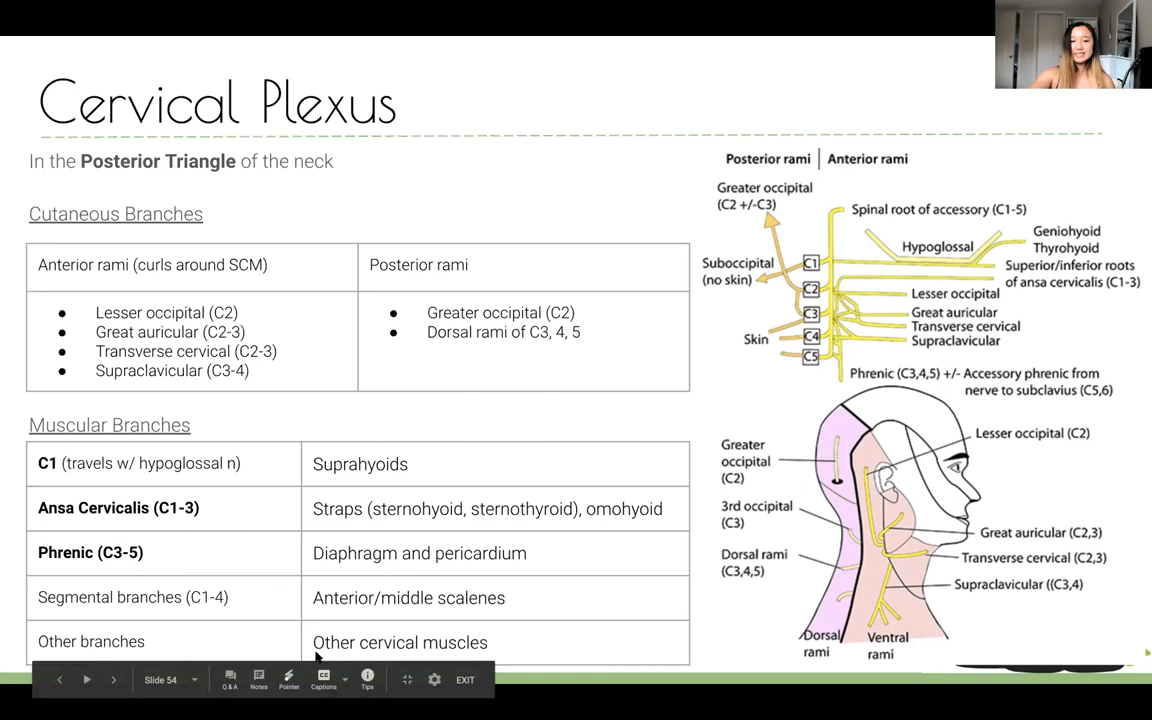 Cervical Plexus
In the Posterior Triangle of the neck
Cutaneous Branches
Anterior rami (curls around SCM)
Posterior rami
● Lesser occipital (C2)
● Great auricular (C2-3)
● Transverse cervical (C2-3)
● Supraclavicular (C3-4)
● Greater occipital (C2)
● Dorsal rami of C3, 4, 5
Muscular Branches
C1 (travels w/ hypoglossal n)
Suprahyoids
Ansa Cervicalis (C1-3)
Straps (sternohyoid, sternothyroid), omohyoid
Phrenic (C3-5)
Diaphragm and pericardium
Segmental branches (C1-4)
Anterior/middle scalenes
Other branches
Other cervical muscles
Posterior rami
Anterior rami
Greater occipital
(C2 +/-C3)
Spinal root of accessory (C1-5)
Geniohyoid
Thyrohyoid
Hypoglossal
Superior/inferior roots
of ansa cervicalis (C1-3)
Suboccipital
(no skin)
C1
C2
C3
C4
C5
Lesser occipital
Great auricular
Transverse cervical
Supraclavicular
Skin
Phrenic (C3,4,5) +/- Accessory phrenic from
nerve to subclavius (C5,6)
Lesser occipital (C2)
Greater
occipital
(C2)
3rd occipital
(C3)
Dorsal rami
(C3,4,5)
Great auricular (C2,3)
Transverse cervical (C2,3)
Supraclavicular ((C3,4)
Dorsal
rami
Ventral
rami
Slide 54
Q & A
Notes
Pointer
Captions
Tips
EXIT